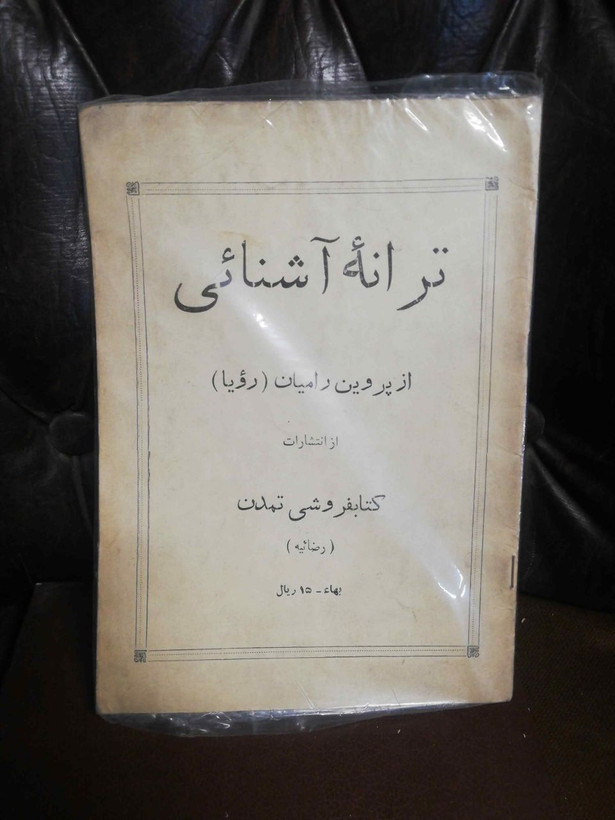 ترانهٔ آشنائی
از پروین رامیان (رؤیا)
از انتشارات
کتابفروشی تمدن
(رضائیه)
بهاء - ۱۵ ریال